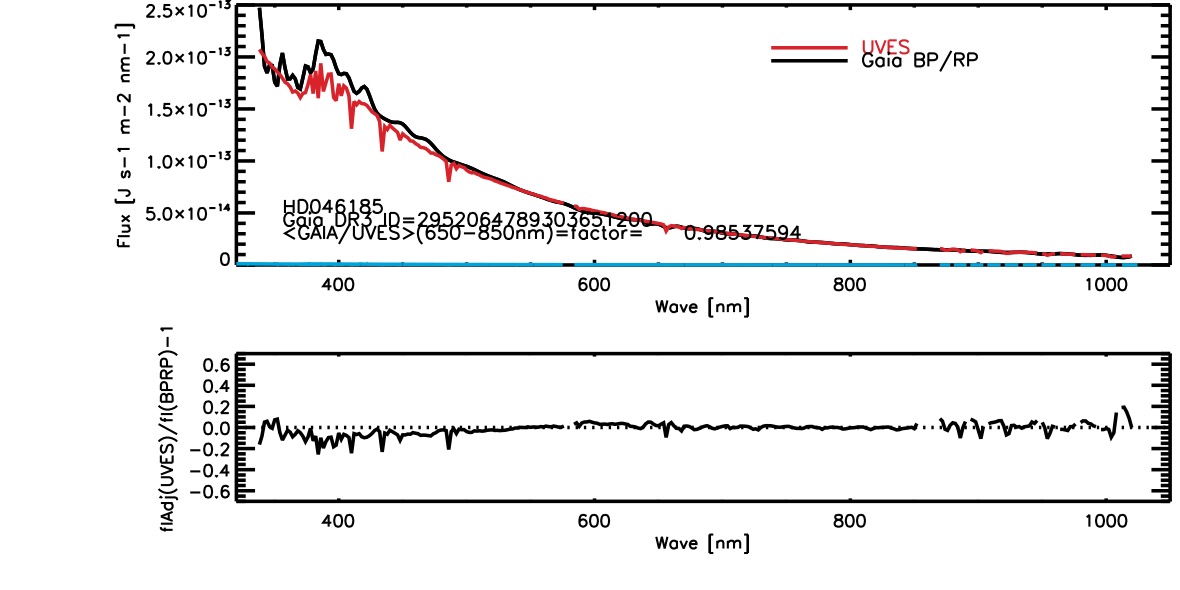 2.5×10−13
2.0×10−13
1.5×10−13
1.0×10−13
5.0×10−14
0
Flux [J s−1 m−2 nm−1]
UVES
Gaia BP/RP
HD046185
Gaia DR3 ID=2952064789303651200
<GAIA/UVES>(650−850nm)=factor= 0.98537594
400 600 800 1000
Wave [nm]
0.6
0.4
0.2
0.0
−0.2
−0.4
−0.6
flAdj(UVES)/fl(BPRP)−1
400 600 800 1000
Wave [nm]